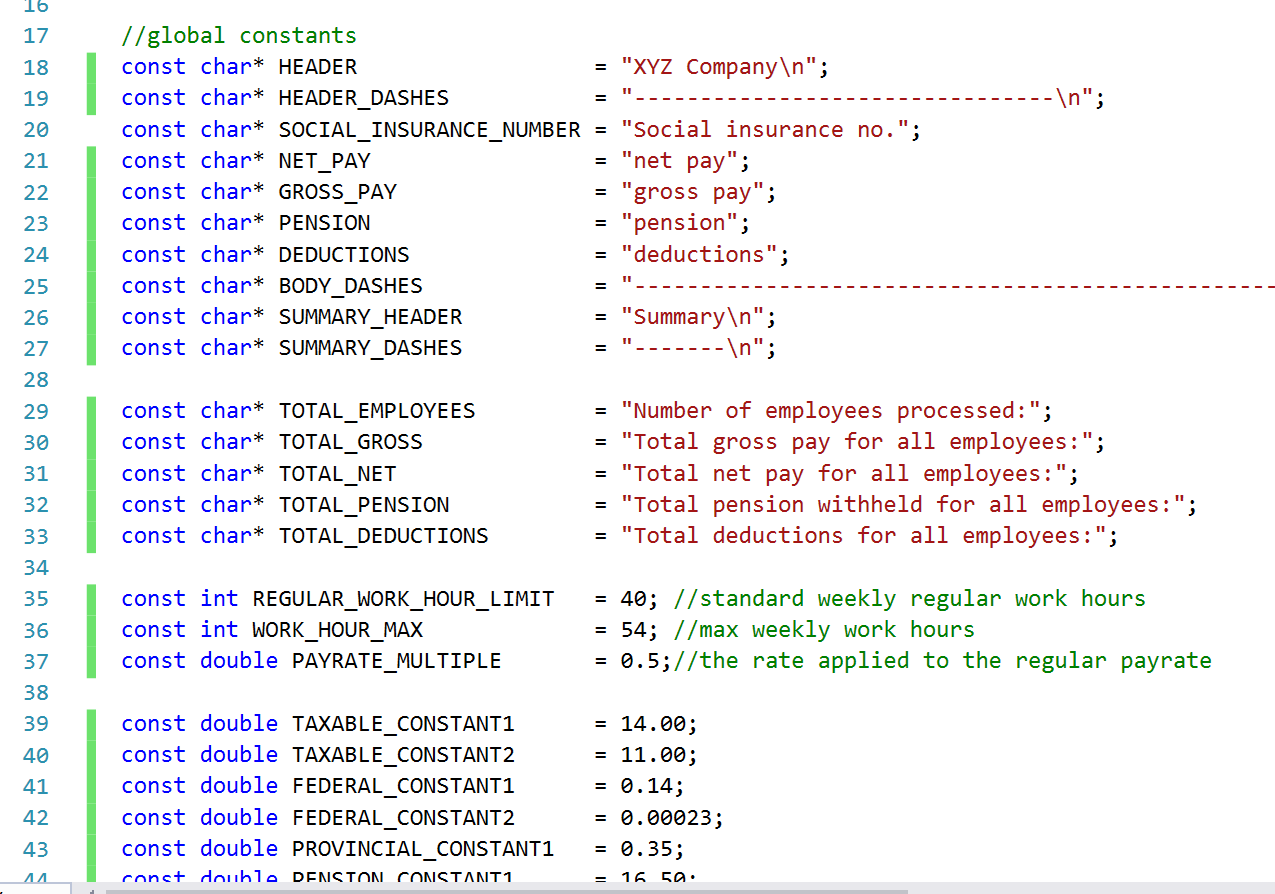 16
17 //global constants
18 const char* HEADER                  = "XYZ Company\n";
19 const char* HEADER_DASHES           = "--------------------------------\n";
20 const char* SOCIAL_INSURANCE_NUMBER = "Social insurance no.";
21 const char* NET_PAY                 = "net pay";
22 const char* GROSS_PAY               = "gross pay";
23 const char* PENSION                 = "pension";
24 const char* DEDUCTIONS              = "deductions";
25 const char* BODY_DASHES             = "-------------------------------------------------
26 const char* SUMMARY_HEADER          = "Summary\n";
27 const char* SUMMARY_DASHES          = "-------\n";
28
29 const char* TOTAL_EMPLOYEES         = "Number of employees processed:";
30 const char* TOTAL_GROSS             = "Total gross pay for all employees:";
31 const char* TOTAL_NET               = "Total net pay for all employees:";
32 const char* TOTAL_PENSION           = "Total pension withheld for all employees:";
33 const char* TOTAL_DEDUCTIONS        = "Total deductions for all employees:";
34
35 const int REGULAR_WORK_HOUR_LIMIT   = 40; //standard weekly regular work hours
36 const int WORK_HOUR_MAX             = 54; //max weekly work hours
37 const double PAYRATE_MULTIPLE       = 0.5;//the rate applied to the regular payrate
38
39 const double TAXABLE_CONSTANT1      = 14.00;
40 const double TAXABLE_CONSTANT2      = 11.00;
41 const double FEDERAL_CONSTANT1      = 0.14;
42 const double FEDERAL_CONSTANT2      = 0.00023;
43 const double PROVINCIAL_CONSTANT1   = 0.35;
44 const double PENSION_CONSTANT1      = 16.50;